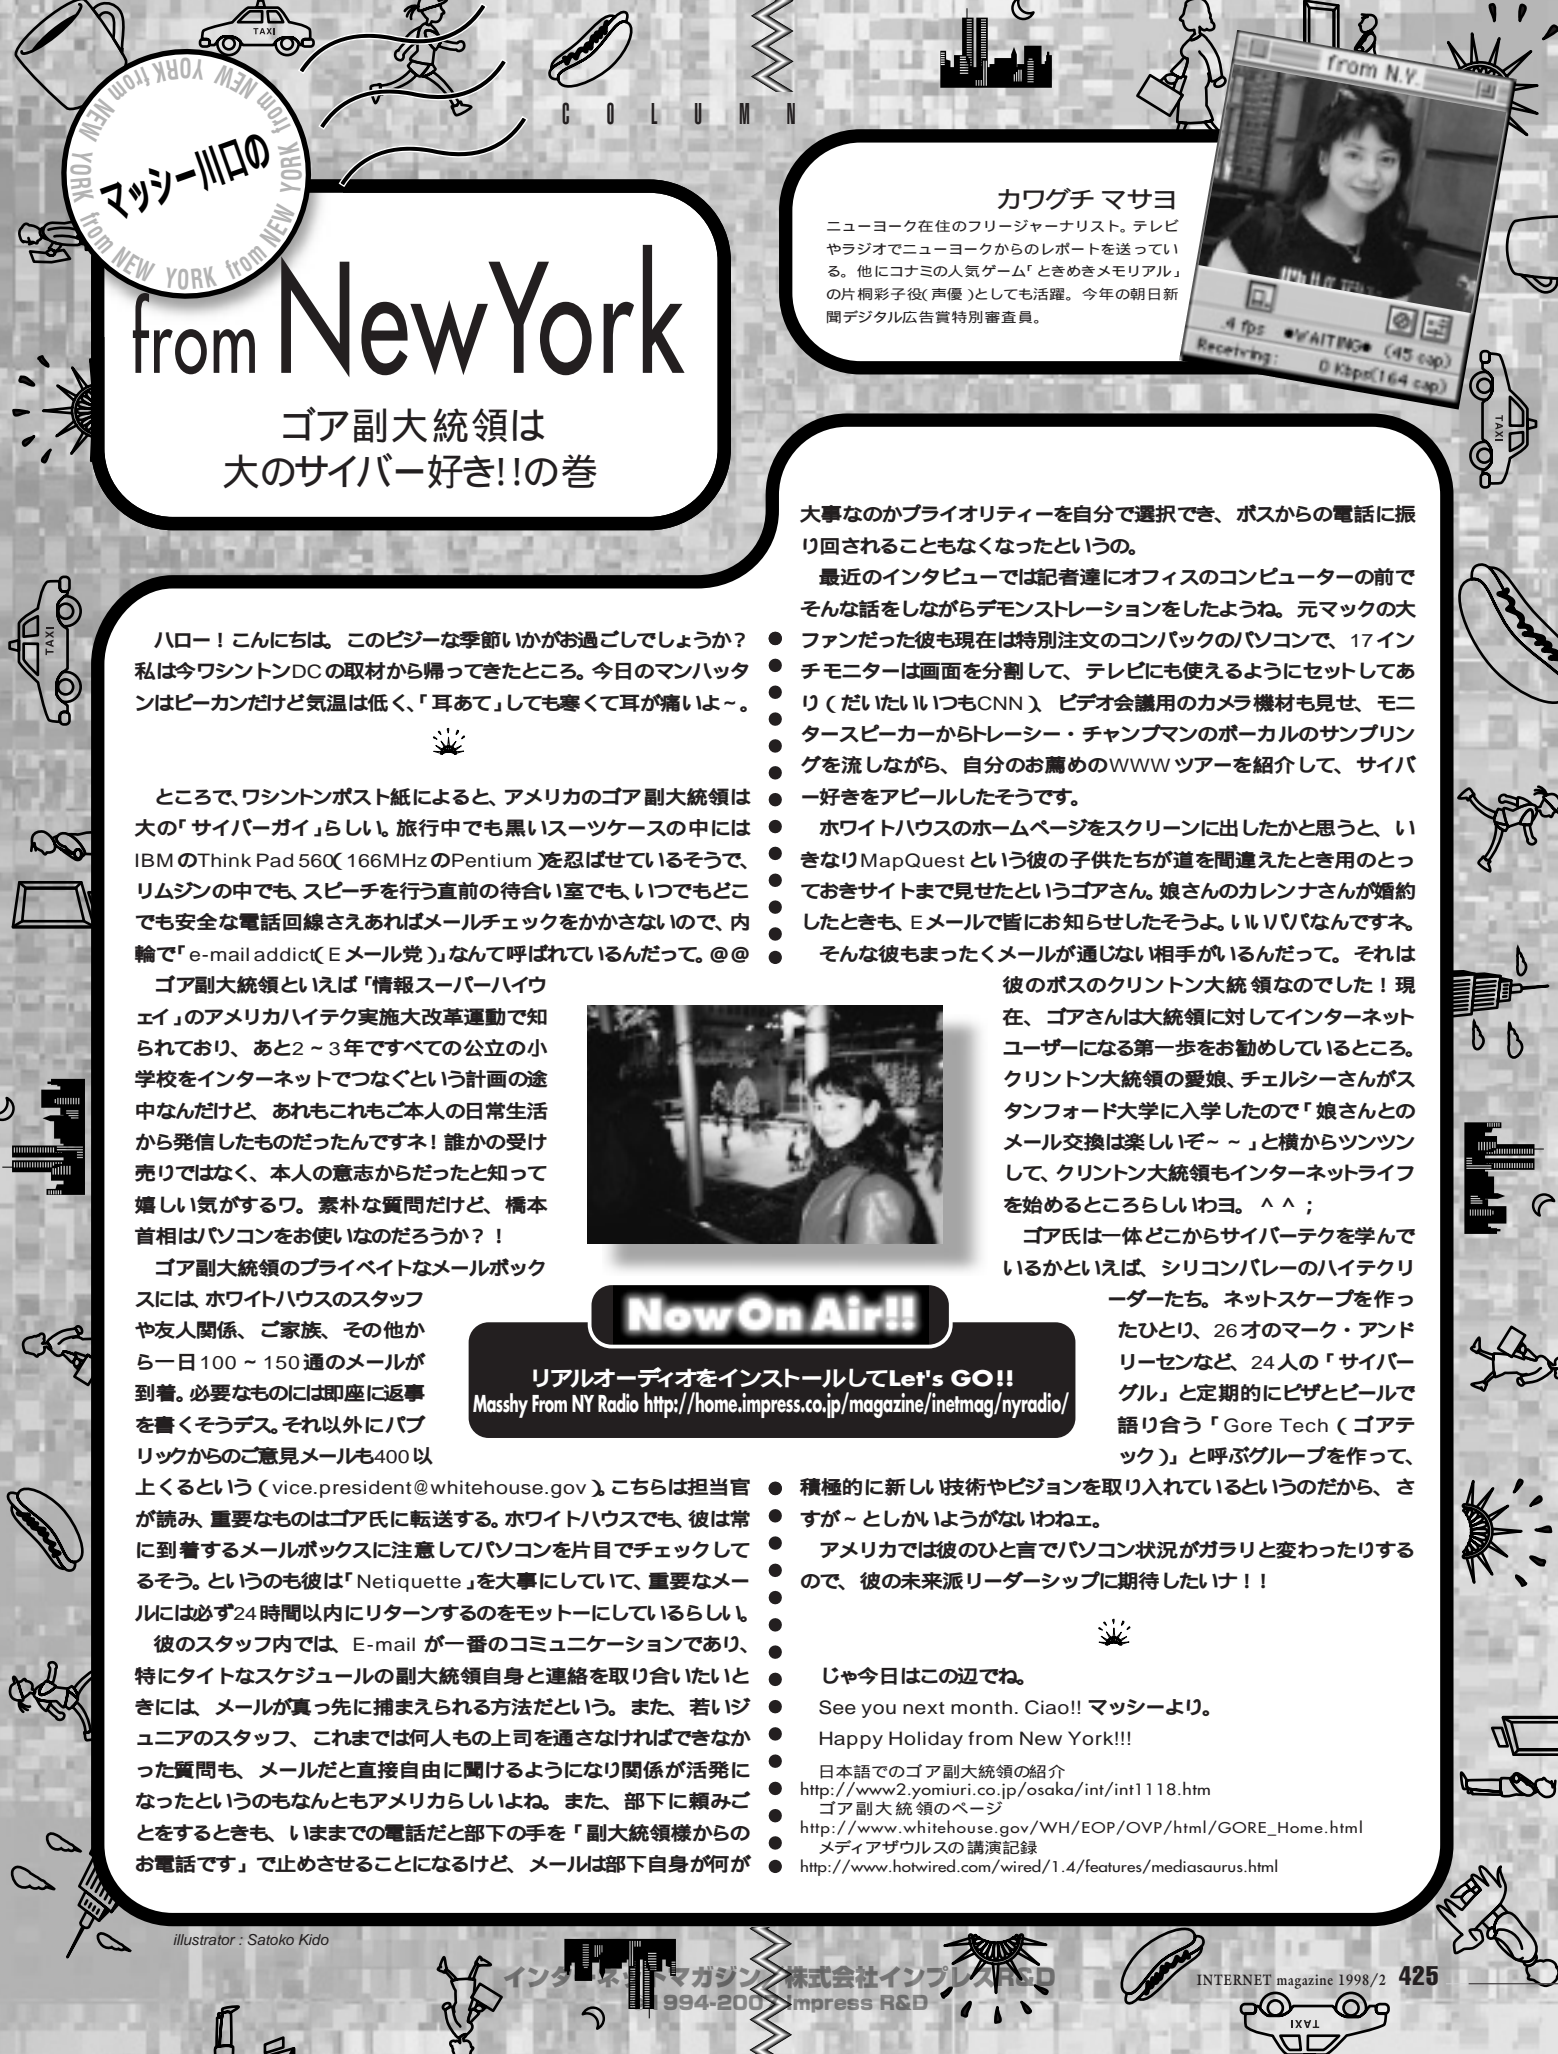 COLUMN
TAXI
from NEW YORK from NEW YORK from NEW YORK from NEW YORK
マッシー川口の
from New York
ゴア副大統領は
大のサイバー好き!!の巻
カワグチ マサヨ
ニューヨーク在住のフリージャーナリスト。テレビ
やラジオでニューヨークからのレポートを送ってい
る。他にコナミの人気ゲーム「ときめきメモリアル」
の片桐彩子役(声優)としても活躍。今年の朝日新
聞デジタル広告賞特別審査員。
from N.Y.
.4 fps ●WAITING● (45 cap)
Receiving: 0 Kbps(164 cap)
ハロー！こんにちは。このビジーな季節いかがお過ごしでしょうか？
私は今ワシントンDCの取材から帰ってきたところ。今日のマンハッタ
ンはピーカンだけど気温は低く、「耳あて」しても寒くて耳が痛いよ～。
ところで、ワシントンポスト紙によると、アメリカのゴア副大統領は
大の「サイバーガイ」らしい。旅行中でも黒いスーツケースの中には
IBMのThink Pad 560(166MHzのPentium)を忍ばせているそうで、
リムジンの中でも、スピーチを行う直前の待合い室でも、いつでもどこ
でも安全な電話回線さえあればメールチェックをかかさないので、内
輪で「e-mail addict(Eメール党)」なんて呼ばれているんだって。@@
ゴア副大統領といえば「情報スーパーハイウ
ェイ」のアメリカハイテク実施大改革運動で知
られており、あと2～3年ですべての公立の小
学校をインターネットでつなぐという計画の途
中なんだけど、あれもこれもご本人の日常生活
から発信したものだったんですネ！誰かの受け
売りではなく、本人の意志からだったと知って
嬉しい気がするワ。素朴な質問だけど、橋本
首相はパソコンをお使いなのだろうか？！
ゴア副大統領のプライベイトなメールボック
スには、ホワイトハウスのスタッフ
や友人関係、ご家族、その他か
ら一日100～150通のメールが
到着。必要なものには即座に返事
を書くそうデス。それ以外にパブ
リックからのご意見メールも400以
上くるという(vice.president@whitehouse.gov)。こちらは担当官
が読み、重要なものはゴア氏に転送する。ホワイトハウスでも、彼は常
に到着するメールボックスに注意してパソコンを片目でチェックして
るそう。というのも彼は「Netiquette」を大事にしていて、重要なメー
ルには必ず24時間以内にリターンするのをモットーにしているらしい。
彼のスタッフ内では、E-mail が一番のコミュニケーションであり、
特にタイトなスケジュールの副大統領自身と連絡を取り合いたいと
きには、メールが真っ先に捕まえられる方法だという。また、若いジ
ュニアのスタッフ、これまでは何人もの上司を通さなければできなか
った質問も、メールだと直接自由に聞けるようになり関係が活発に
なったというのもなんともアメリカらしいよね。また、部下に頼みご
とをするときも、いままでの電話だと部下の手を「副大統領様からの
お電話です」で止めさせることになるけど、メールは部下自身が何が
大事なのかプライオリティーを自分で選択でき、ボスからの電話に振
り回されることもなくなったというの。
最近のインタビューでは記者達にオフィスのコンピューターの前で
そんな話をしながらデモンストレーションをしたようね。元マックの大
ファンだった彼も現在は特別注文のコンパックのパソコンで、17イン
チモニターは画面を分割して、テレビにも使えるようにセットしてあ
り(だいたいいつもCNN)、ビデオ会議用のカメラ機材も見せ、モニ
タースピーカーからトレーシー・チャンプマンのボーカルのサンプリン
グを流しながら、自分のお薦めのWWWツアーを紹介して、サイバ
ー好きをアピールしたそうです。
ホワイトハウスのホームページをスクリーンに出したかと思うと、い
きなりMapQuestという彼の子供たちが道を間違えたとき用のとっ
ておきサイトまで見せたというゴアさん。娘さんのカレンナさんが婚約
したときも、Eメールで皆にお知らせしたそうよ。いいパパなんですネ。
そんな彼もまったくメールが通じない相手がいるんだって。それは
彼のボスのクリントン大統領なのでした！現
在、ゴアさんは大統領に対してインターネット
ユーザーになる第一歩をお勧めしているところ。
クリントン大統領の愛娘、チェルシーさんがス
タンフォード大学に入学したので「娘さんとの
メール交換は楽しいぞ～～」と横からツンツン
して、クリントン大統領もインターネットライフ
を始めるところらしいわヨ。＾＾；
ゴア氏は一体どこからサイバーテクを学んで
いるかといえば、シリコンバレーのハイテクリ
ーダーたち。ネットスケープを作っ
たひとり、26才のマーク・アンド
リーセンなど、24人の「サイバー
グル」と定期的にピザとビールで
語り合う「Gore Tech(ゴアテ
ック)」と呼ぶグループを作って、
積極的に新しい技術やビジョンを取り入れているというのだから、さ
すが～としかいいようがないわねェ。
アメリカでは彼のひと言でパソコン状況がガラリと変わったりする
ので、彼の未来派リーダーシップに期待したいナ！！
じゃ今日はこの辺でね。
See you next month. Ciao!! マッシーより。
Happy Holiday from New York!!!
日本語でのゴア副大統領の紹介
http://www2.yomiuri.co.jp/osaka/int/int1118.htm
ゴア副大統領のページ
http://www.whitehouse.gov/WH/EOP/OVP/html/GORE_Home.html
メディアザウルスの講演記録
http://www.hotwired.com/wired/1.4/features/mediasaurus.html
Now On Air!!
リアルオーディオをインストールしてLet's GO!!
Masshy From NY Radio http://home.impress.co.jp/magazine/inetmag/nyradio/
illustrator : Satoko Kido
INTERNET magazine 1998/2 425
TAXI
TAXI
TAXI